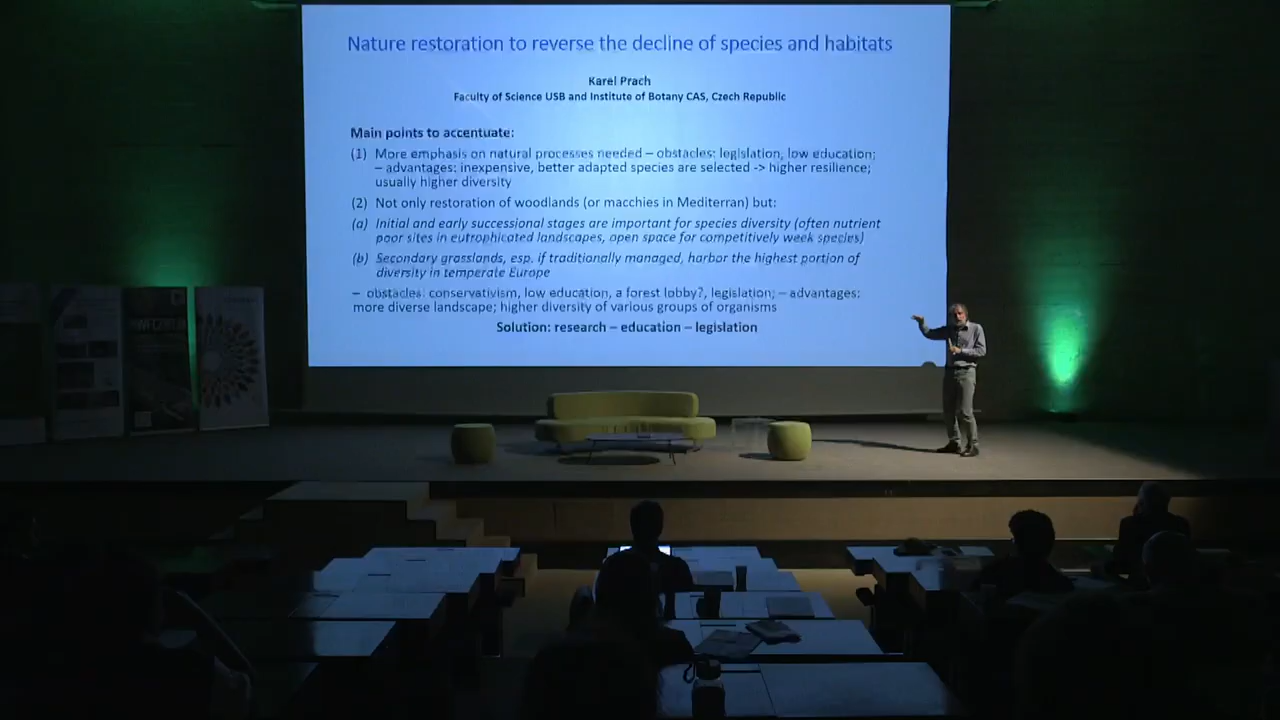 Nature restoration to reverse the decline of species and habitats
Karel Prach
Faculty of Science USB and Institute of Botany CAS, Czech Republic
Main points to accentuate:
(1) More emphasis on natural processes needed – obstacles: legislation, low education;
– advantages: inexpensive, better adapted species are selected -> higher resilience;
usually higher diversity
(2) Not only restoration of woodlands (or macchies in Mediterran) but:
(a) Initial and early successional stages are important for species diversity (often nutrient
poor sites in eutrophicated landscapes, open space for competitively week species)
(b) Secondary grasslands, esp. if traditionally managed, harbor the highest portion of
diversity in temperate Europe
– obstacles: conservativism, low education, a forest lobby?, legislation; – advantages:
more diverse landscape; higher diversity of various groups of organisms
Solution: research – education – legislation